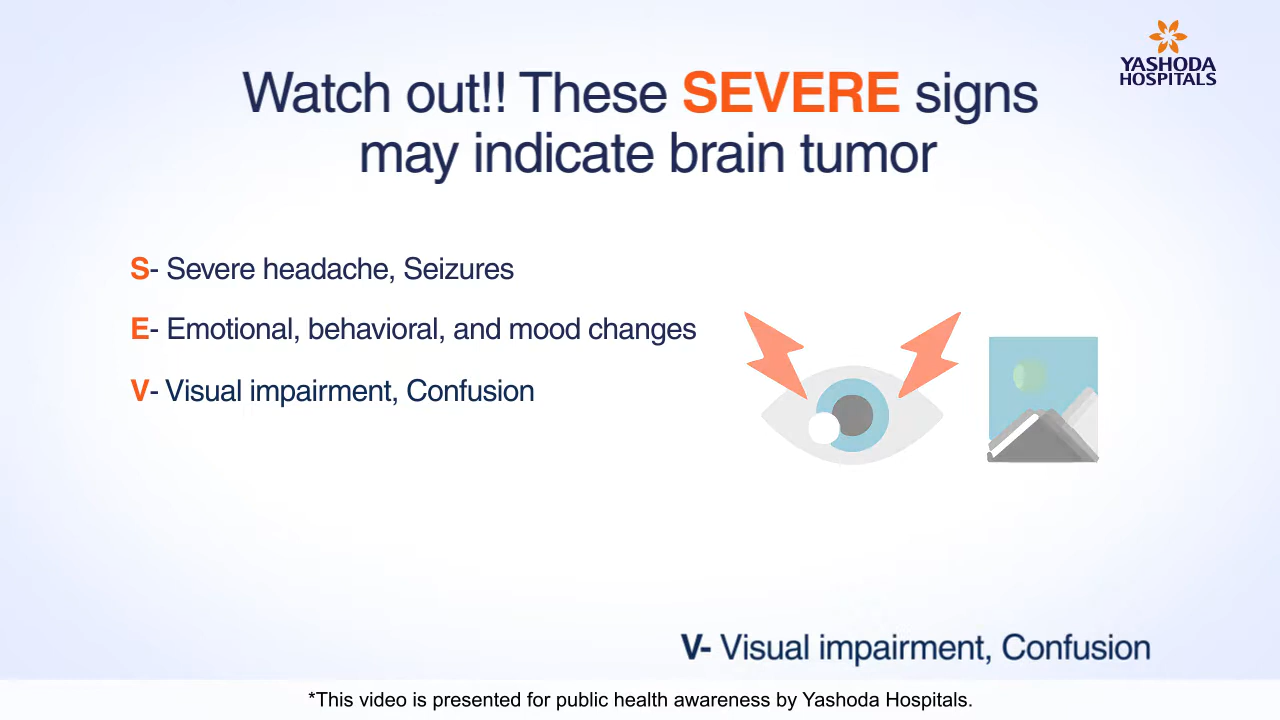 YASHODA
HOSPITALS
Watch out!! These SEVERE signs
may indicate brain tumor
S- Severe headache, Seizures
E- Emotional, behavioral, and mood changes
V- Visual impairment, Confusion
V- Visual impairment, Confusion
*This video is presented for public health awareness by Yashoda Hospitals.